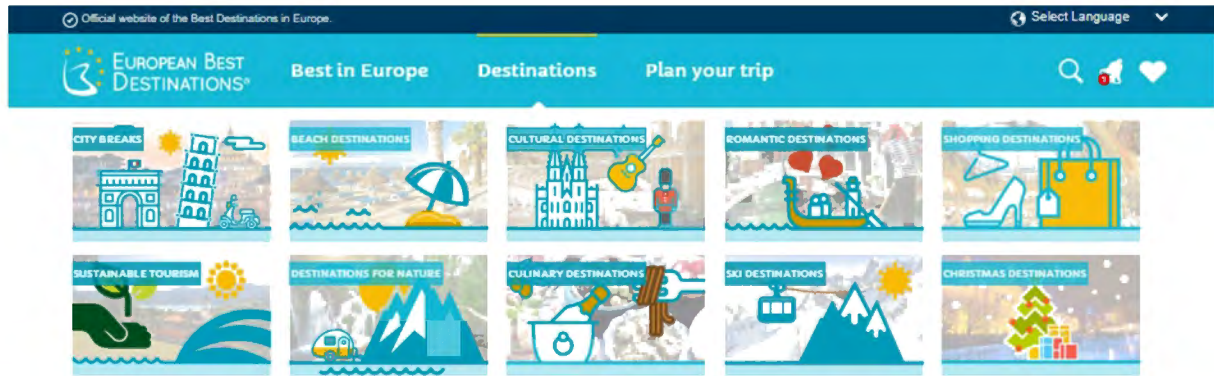 Official website of the Best Destinations in Europe.
Select Language
EUROPEAN BEST
DESTINATIONS®
Best in Europe
Destinations
Plan your trip
1
CITY BREAKS
BEACH DESTINATIONS
CULTURAL DESTINATIONS
ROMANTIC DESTINATIONS
SHOPPING DESTINATIONS
SUSTAINABLE TOURISM
DESTINATIONS FOR NATURE
CULINARY DESTINATIONS
SKI DESTINATIONS
CHRISTMAS DESTINATIONS